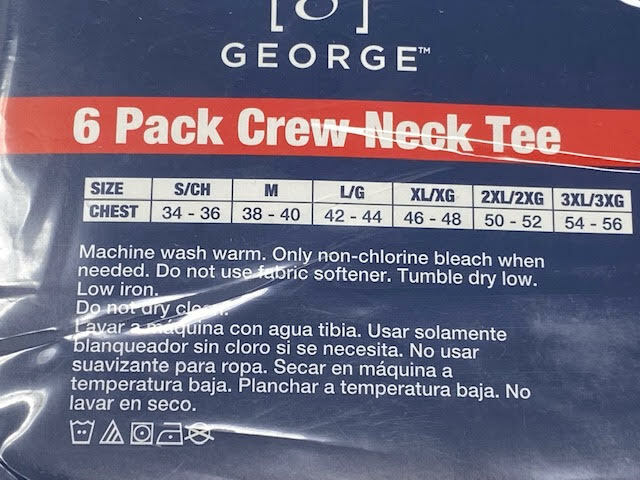 [g]
GEORGE™
6 Pack Crew Neck Tee
SIZE S/CH M L/G XL/XG 2XL/2XG 3XL/3XG
CHEST 34 - 36 38 - 40 42 - 44 46 - 48 50 - 52 54 - 56
Machine wash warm. Only non-chlorine bleach when
needed. Do not use fabric softener. Tumble dry low.
Low iron.
Do not dry clean.
Lavar a maquina con agua tibia. Usar solamente
blanqueador sin cloro si se necesita. No usar
suavizante para ropa. Secar en máquina a
temperatura baja. Planchar a temperatura baja. No
lavar en seco.